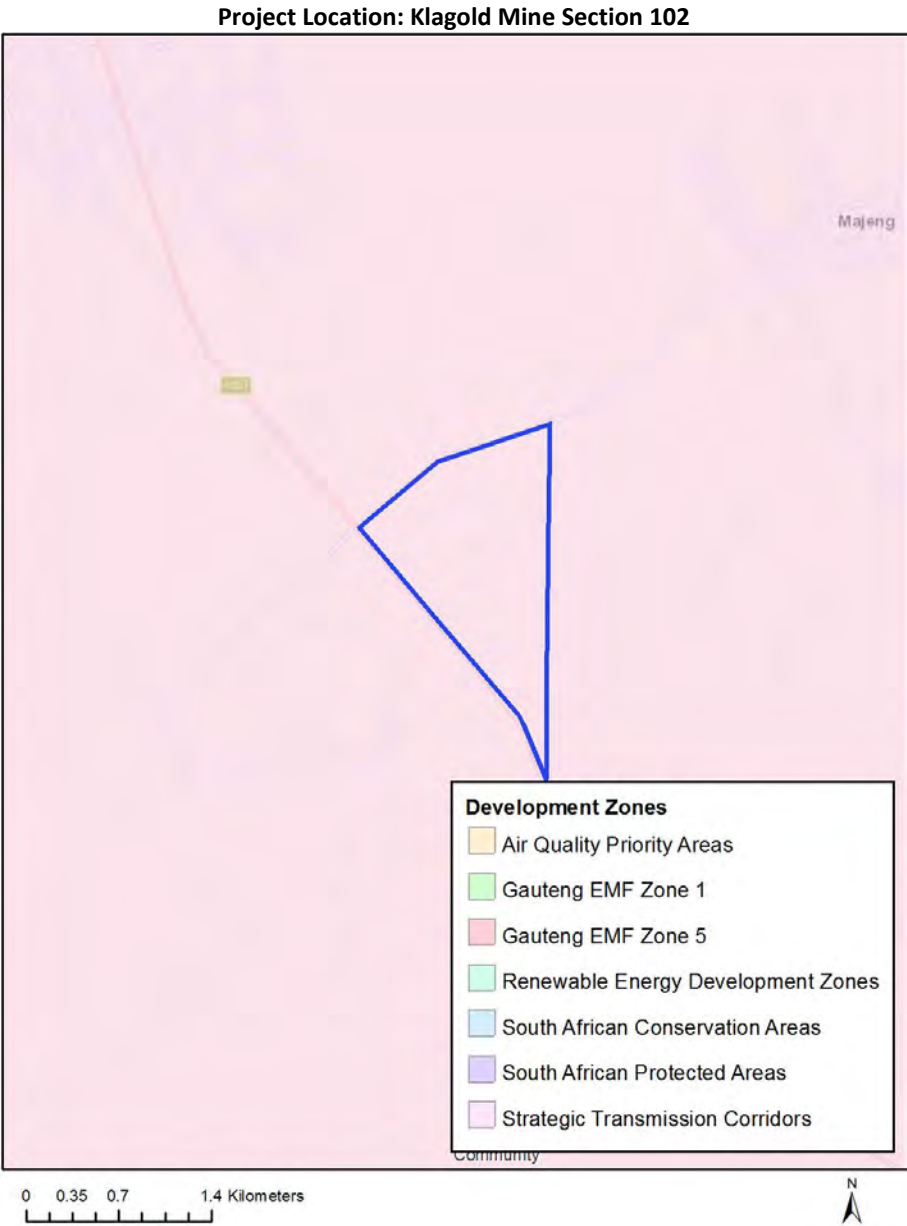 Project Location: Klagold Mine Section 102
Majeng
Development Zones
Air Quality Priority Areas
Gauteng EMF Zone 1
Gauteng EMF Zone 5
Renewable Energy Development Zones
South African Conservation Areas
South African Protected Areas
Strategic Transmission Corridors
Community
0 0.35 0.7 1.4 Kilometers
N